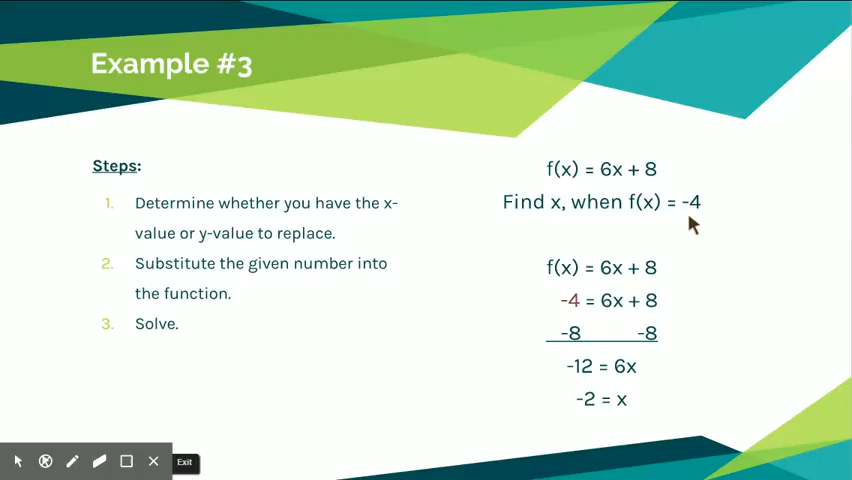 Example #3
Steps:
1. Determine whether you have the x-
value or y-value to replace.
2. Substitute the given number into
the function.
3. Solve.
f(x) = 6x + 8
Find x, when f(x) = -4
f(x) = 6x + 8
-4 = 6x + 8
-8 -8
-12 = 6x
-2 = x
Exit